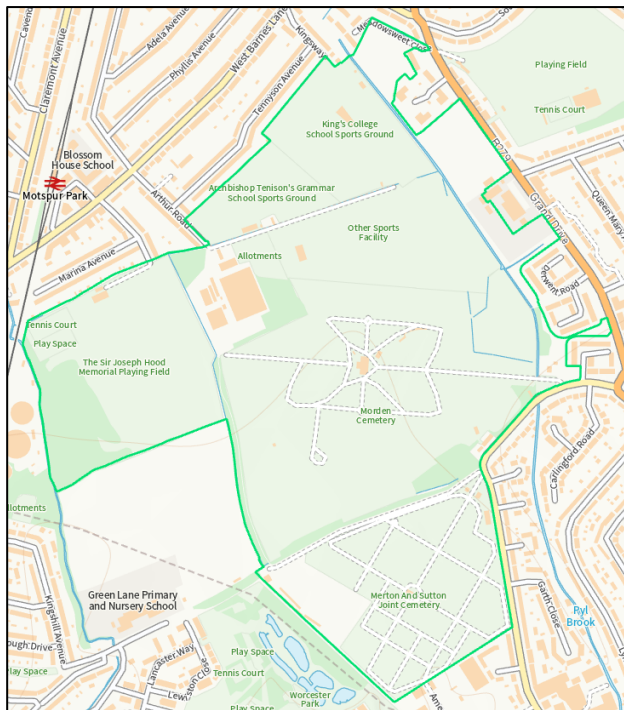 Claremont Avenue
Adela Avenue
Phyllis Avenue
West Barnes Lane
Kingsway
Tennyson Avenue
Meadowsweet Close
Playing Field
Tennis Court
B279
Grand Drive
Queen Mary
King's College
School Sports Ground
Blossom
House School
Motspur Park
Arthur Road
Archbishop Tenison's Grammar
School Sports Ground
Other Sports
Facility
Marina Avenue
Allotments
Derwent Road
Tennis Court
Play Space
The Sir Joseph Hood
Memorial Playing Field
Morden
Cemetery
Carlingford Road
Allotments
Green Lane Primary
and Nursery School
Merton And Sutton
Joint Cemetery
Garth Close
Pyl
Brook
Kingshill Avenue
ough Drive
Play Space
Lancaster Way
Play Space
Tennis Court
Worcester
Park
Play Space
Ame